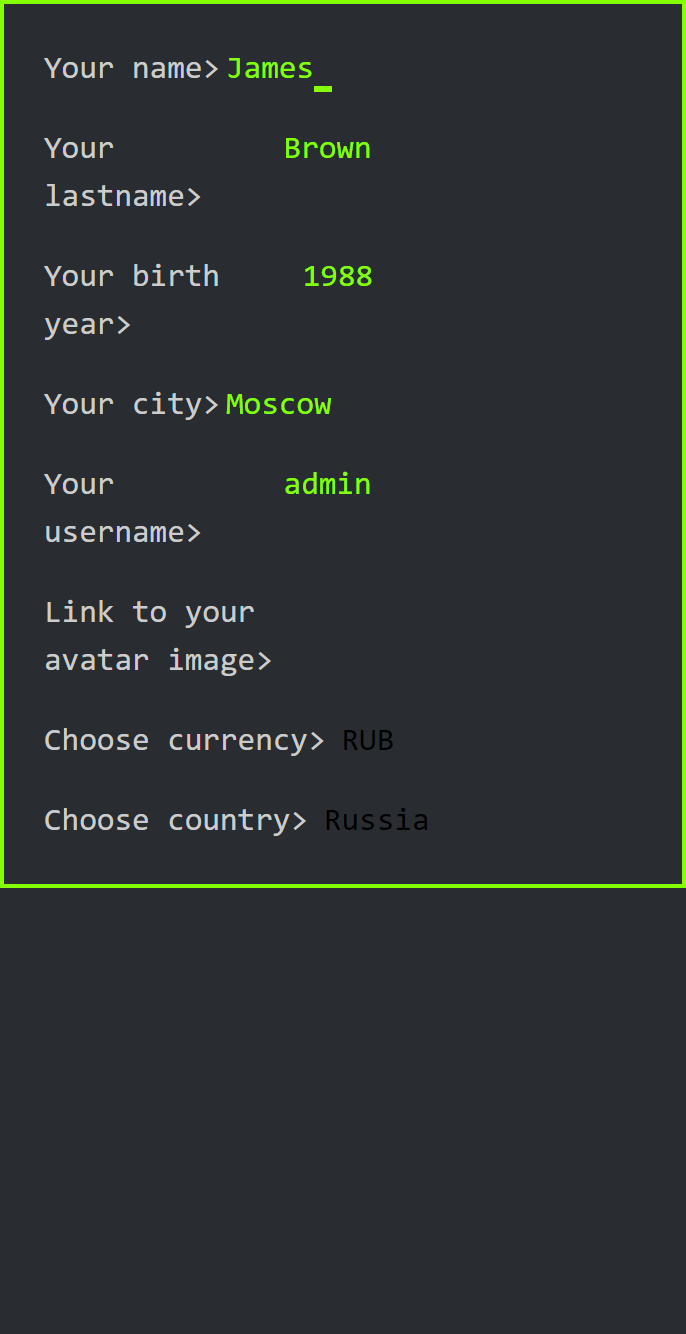 Your name> James_
Your Brown
lastname>
Your birth 1988
year>
Your city> Moscow
Your admin
username>
Link to your
avatar image>
Choose currency> RUB
Choose country> Russia